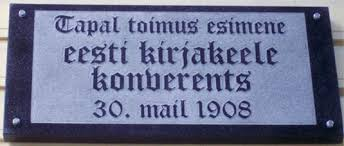 Tapal toimus esimene
eesti kirjakeele
konverents
30. mail 1908